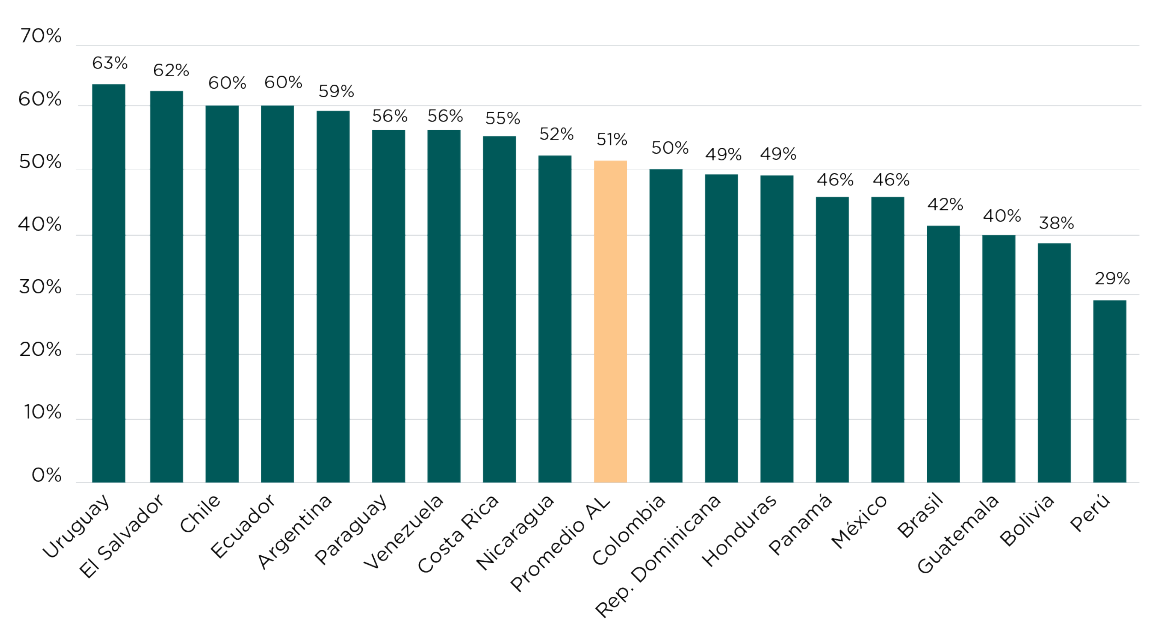 70%
60%
50%
40%
30%
20%
10%
0%
63%
62%
60%
60%
59%
56%
56%
55%
52%
51%
50%
49%
49%
46%
46%
42%
40%
38%
29%
Uruguay
El Salvador
Chile
Ecuador
Argentina
Paraguay
Venezuela
Costa Rica
Nicaragua
Promedio AL
Colombia
Rep. Dominicana
Honduras
Panamá
México
Brasil
Guatemala
Bolivia
Perú